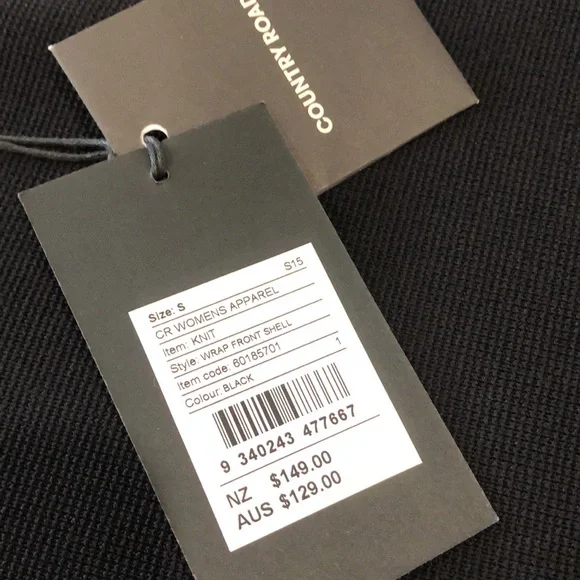 COUNTRY ROAD
Size: S S15
CR WOMENS APPAREL
Item: KNIT
Style: WRAP FRONT SHELL
Item code: 60185701 1
Colour: BLACK
9 340243 477667
NZ $149.00
AUS $129.00